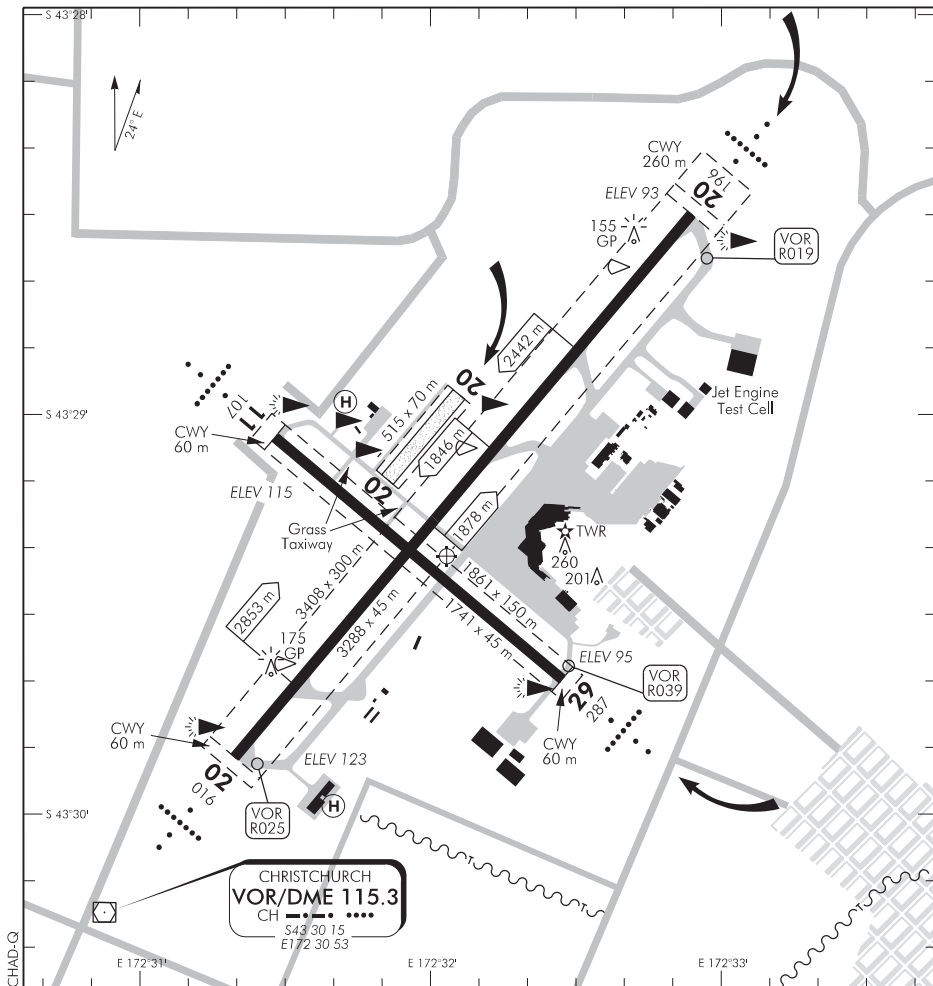 S 43°28'
24° E
CWY
260 m
196
20
ELEV 93
155
GP
VOR
R019
2442 m
20
Jet Engine
Test Cell
S 43°29'
107
11
H
515 x 70 m
CWY
60 m
1846 m
ELEV 115
02
1878 m
Grass
Taxiway
TWR
260
201
3408 x 300 m
1861 x 150 m
2853 m
3288 x 45 m
1741 x 45 m
175
GP
ELEV 95
VOR
R039
29
287
CWY
60 m
CWY
60 m
ELEV 123
02
016
H
S 43°30'
VOR
R025
CHRISTCHURCH
VOR/DME 115.3
CH
S43 30 15
E172 30 53
T
T
CHAD-Q
E 172°31'
E 172°32'
E 172°33'